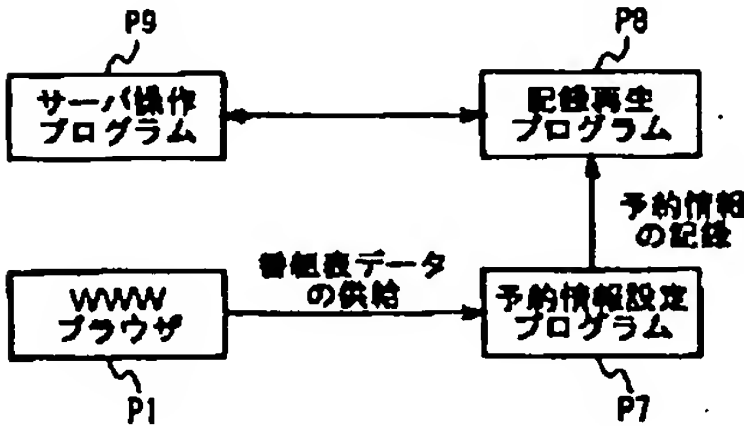 P9
サーバ操作
プログラム
P8
記録再生
プログラム
予約情報
の記録
番組表データ
の供給
WWW
ブラウザ
P1
予約情報設定
プログラム
P7